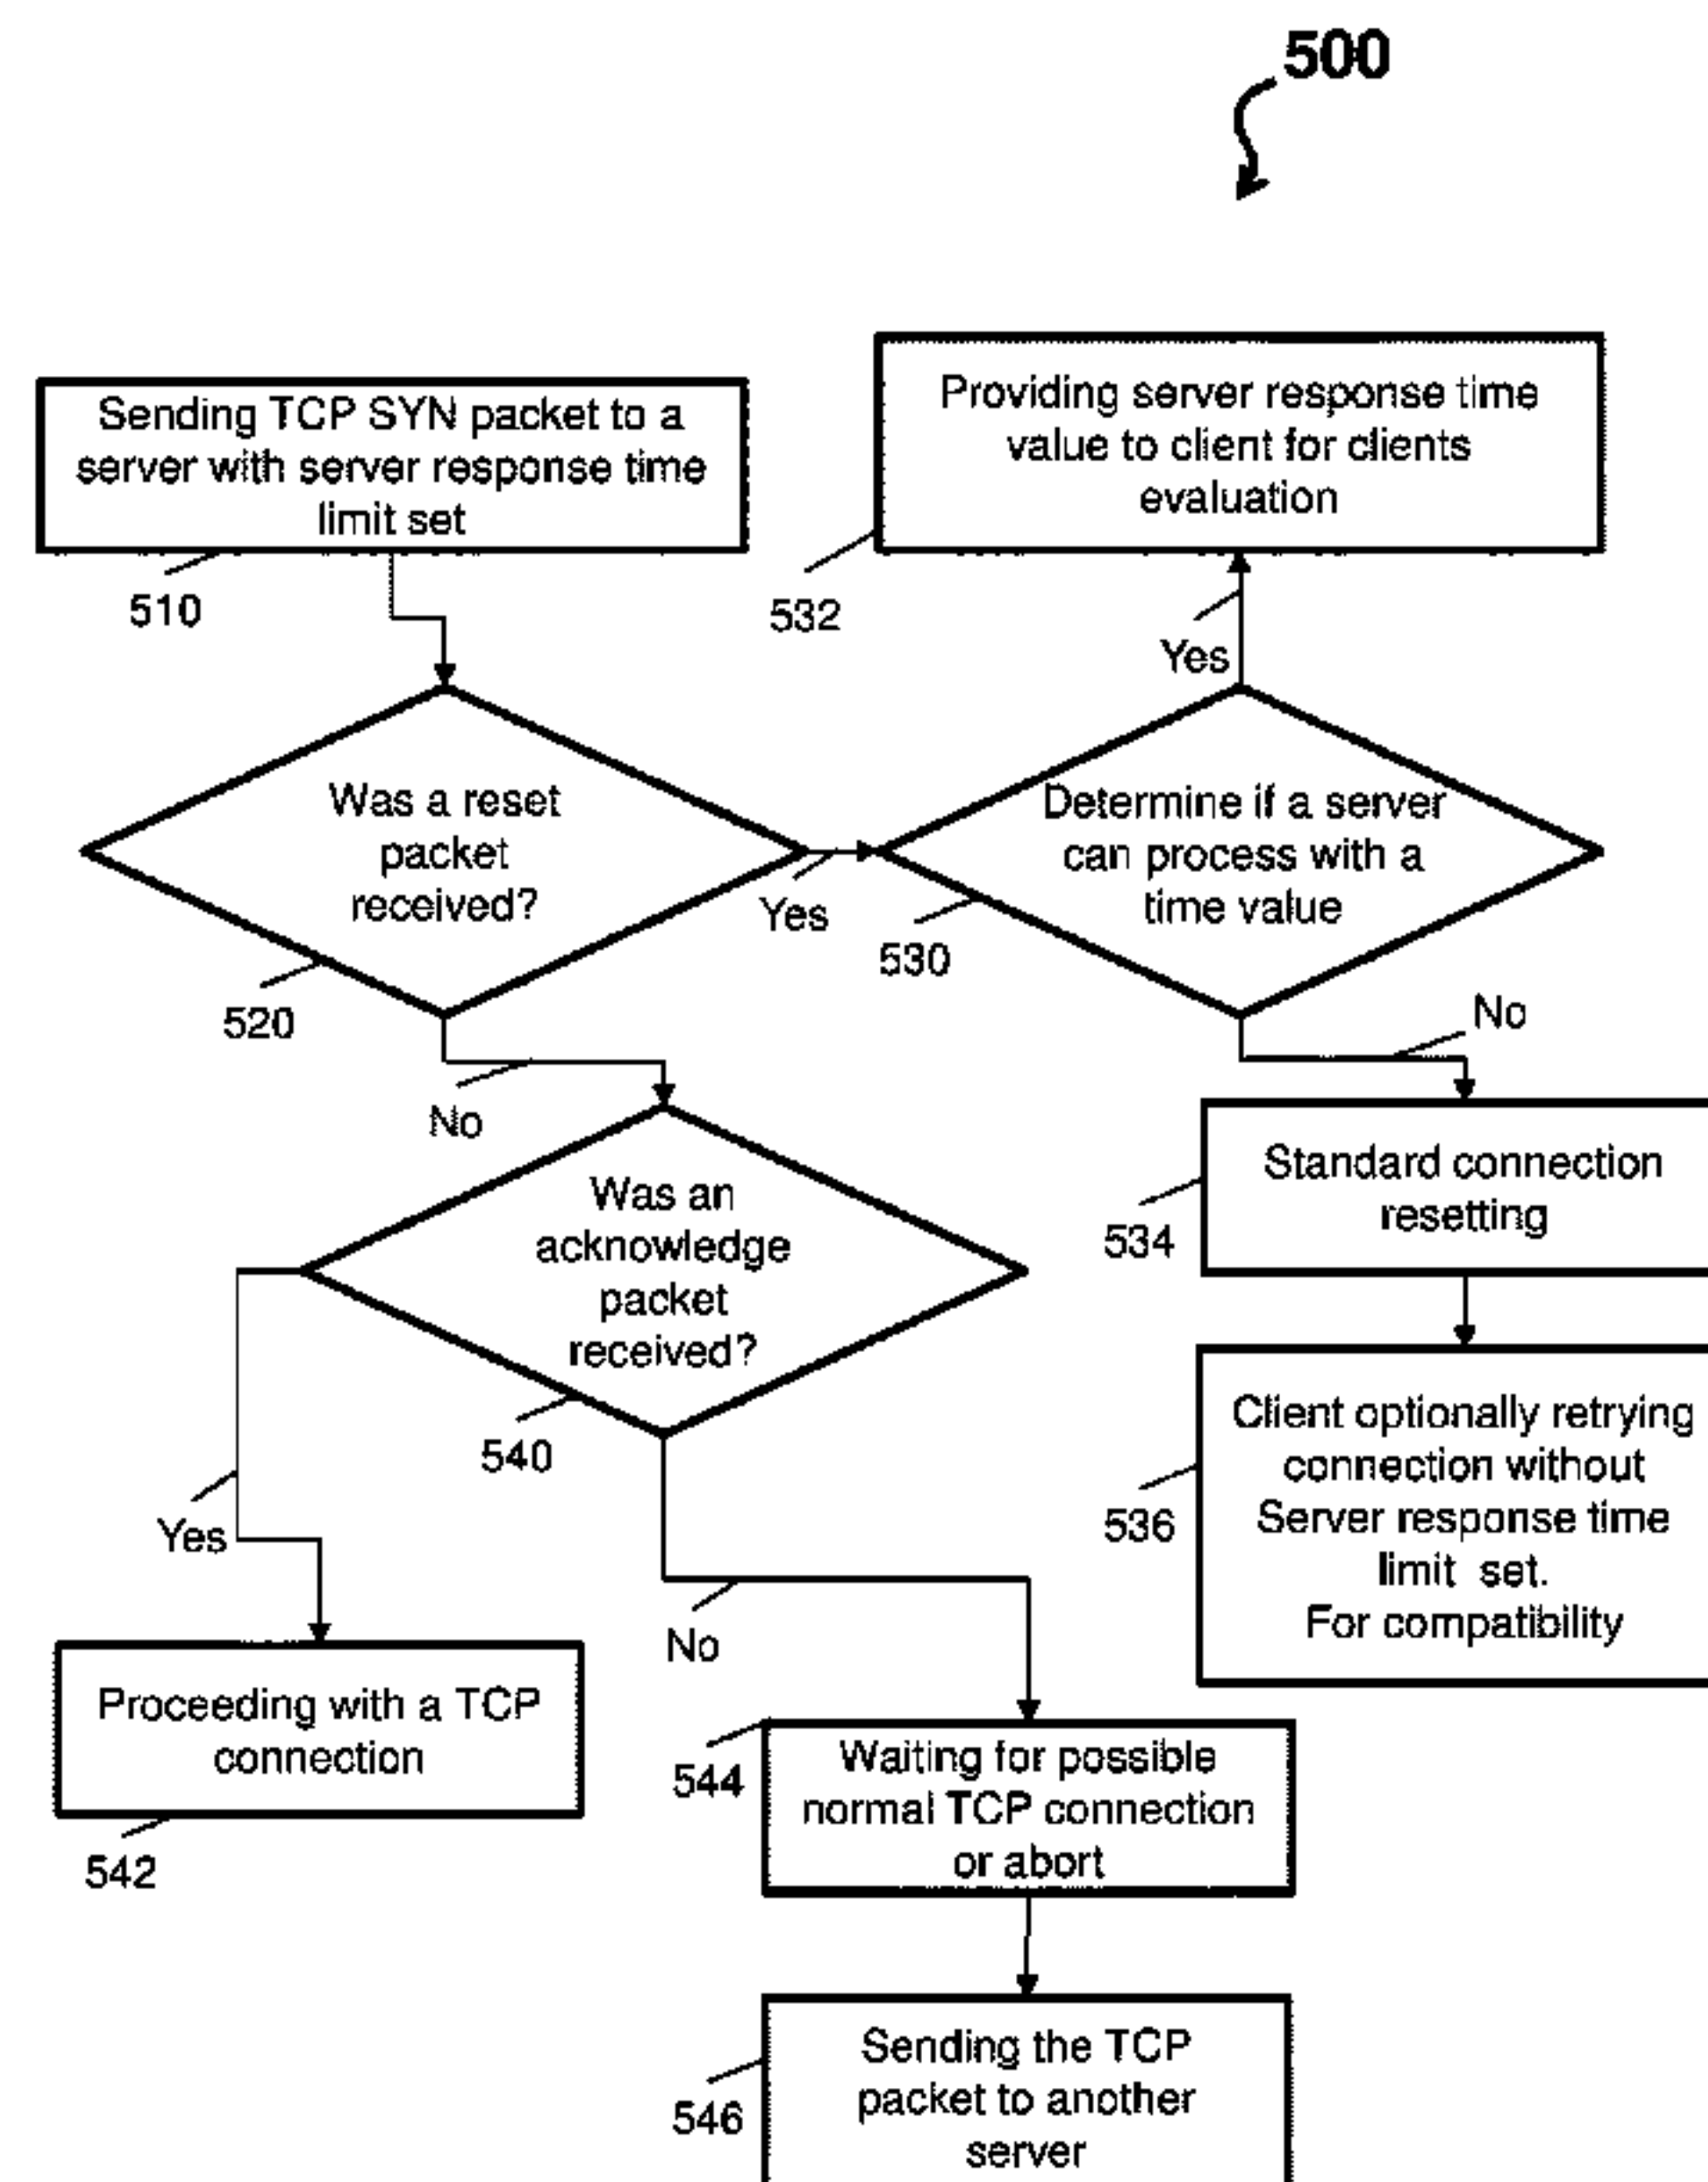 500
Sending TCP SYN packet to a
server with server response time
limit set
510
Providing server response time
value to client for clients
evaluation
532
Yes
Was a reset
packet
received?
520
Yes
Determine if a server
can process with a
time value
530
No
No
Standard connection
resetting
534
Was an
acknowledge
packet
received?
540
Client optionally retrying
connection without
Server response time
limit set.
For compatibility
536
Yes
No
Proceeding with a TCP
connection
542
Waiting for possible
normal TCP connection
or abort
544
Sending the TCP
packet to another
server
546